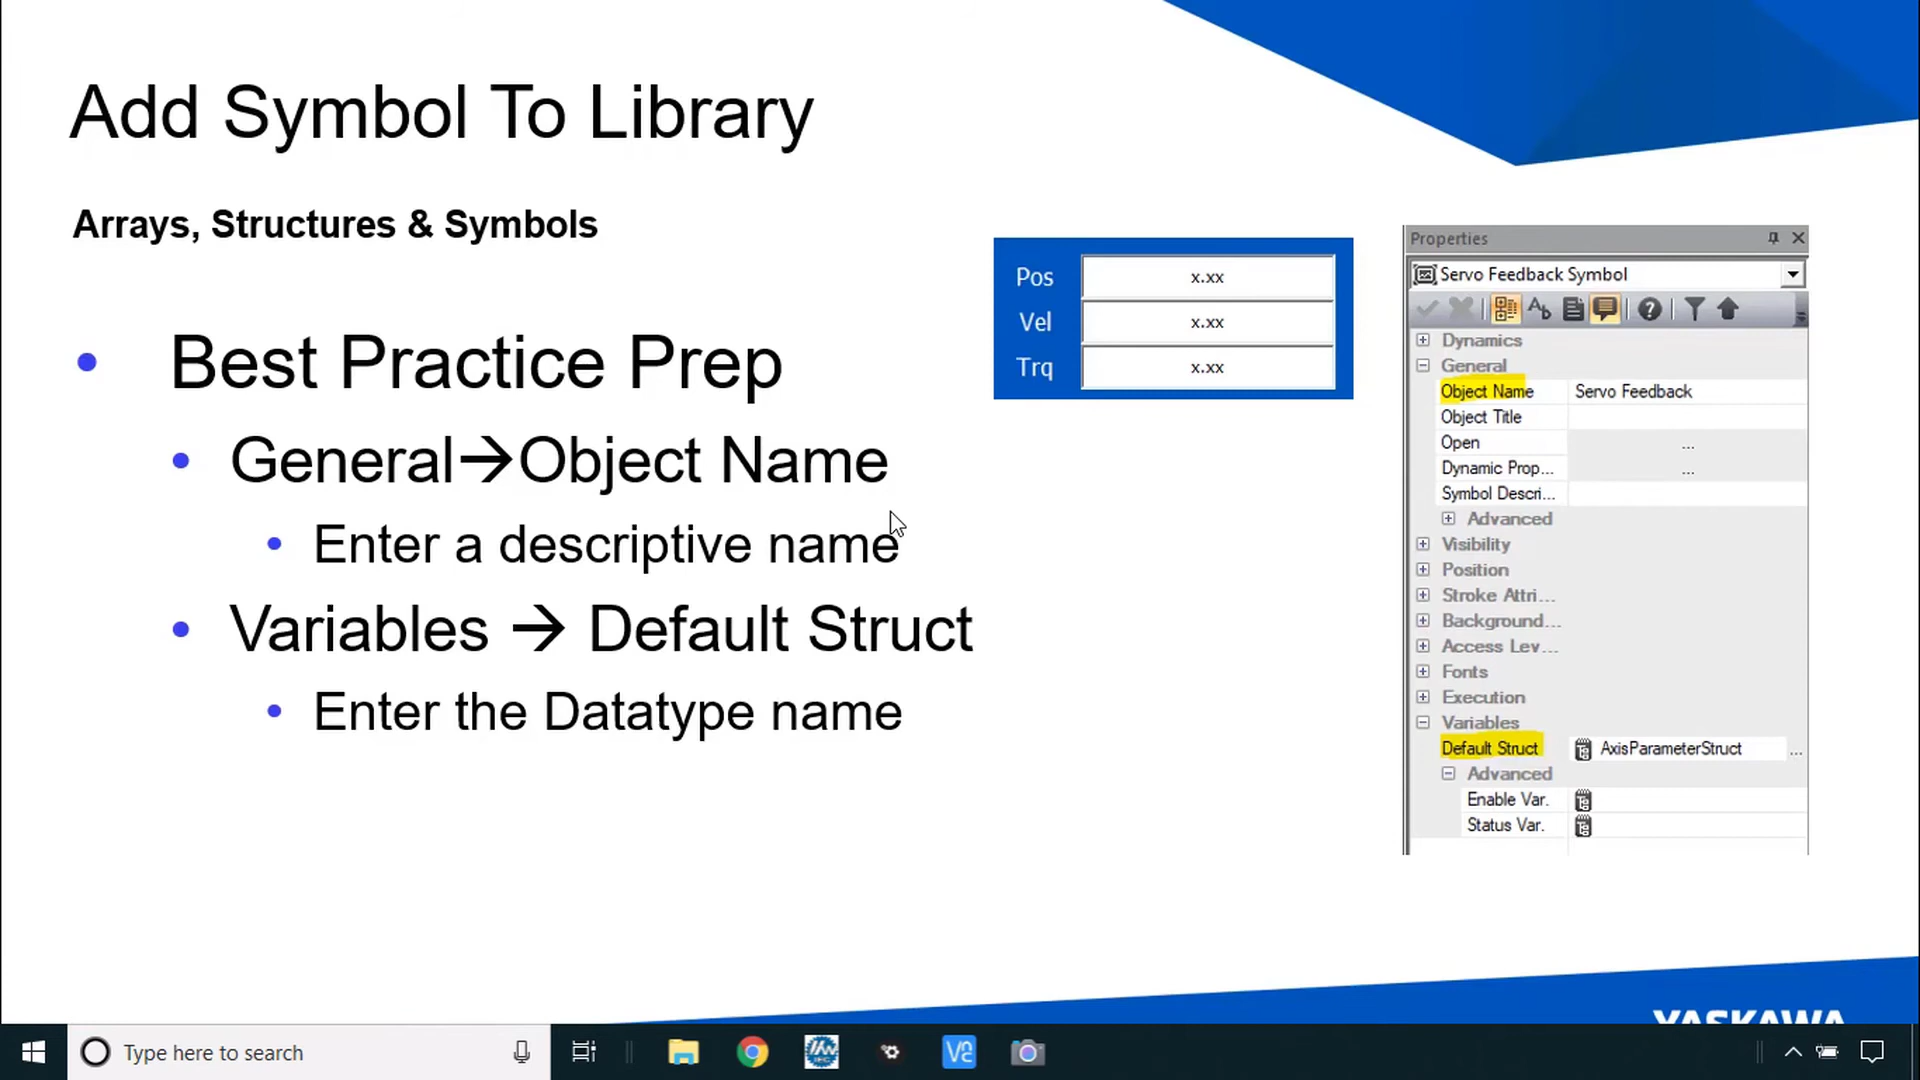 Add Symbol To Library
Arrays, Structures & Symbols
• Best Practice Prep
• General→Object Name
• Enter a descriptive name
• Variables → Default Struct
• Enter the Datatype name
Pos x.xx
Vel x.xx
Trq x.xx
Properties
Servo Feedback Symbol
Dynamics
General
Object Name Servo Feedback
Object Title
Open ...
Dynamic Prop... ...
Symbol Descri...
Advanced
Visibility
Position
Stroke Attri...
Background...
Access Lev...
Fonts
Execution
Variables
Default Struct AxisParameterStruct ...
Advanced
Enable Var.
Status Var.
YASKAWA
Type here to search